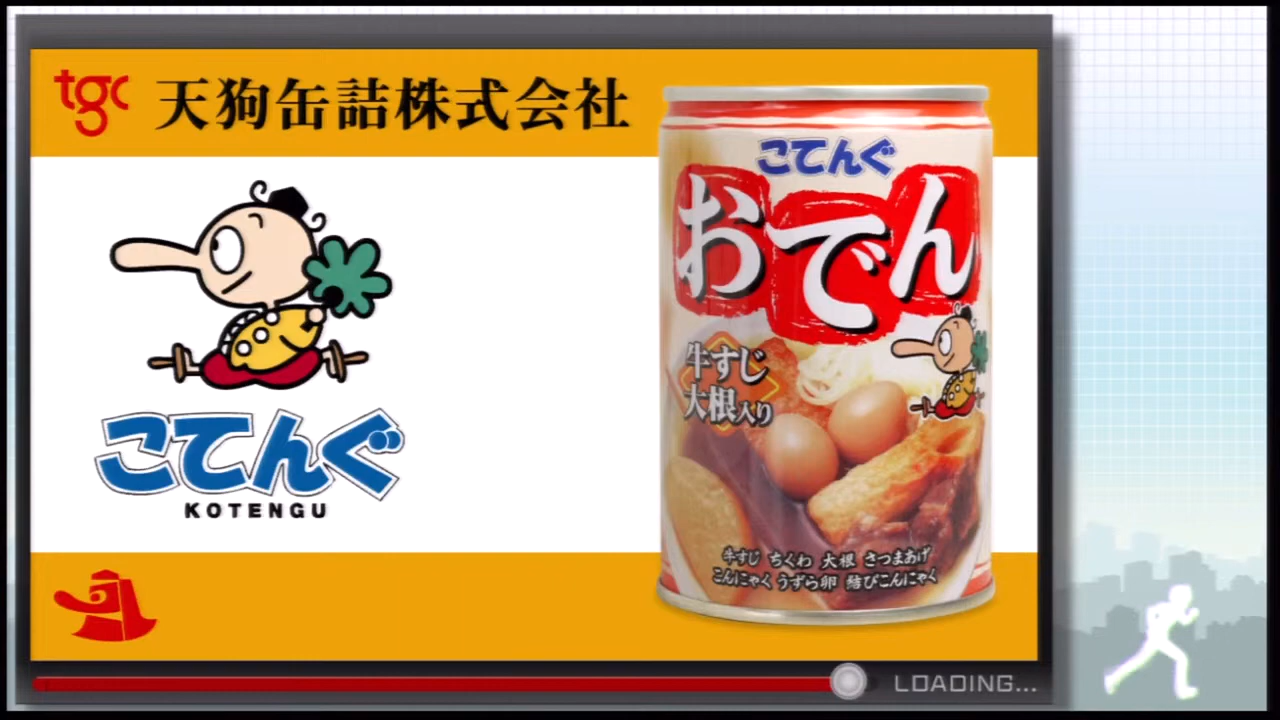 tgc 天狗缶詰株式会社
こてんぐ
KOTENGU
こてんぐ
おでん
牛すじ
大根入り
牛すじ ちくわ 大根 さつまあげ
こんにゃく うずら卵 結びこんにゃく
LOADING...